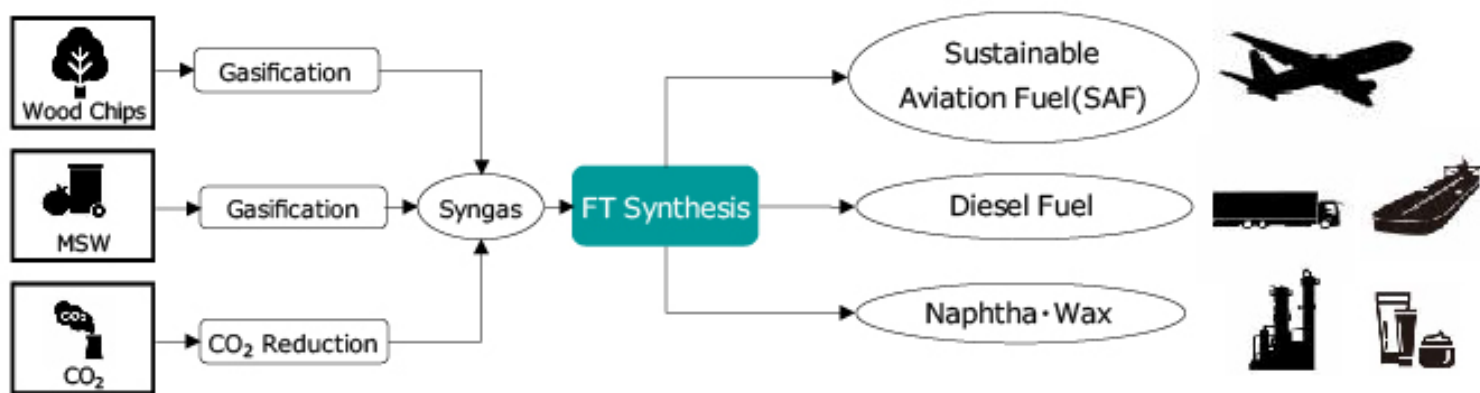 Wood Chips
Gasification
MSW
Gasification
CO₂
CO₂
CO₂ Reduction
Syngas
FT Synthesis
Sustainable
Aviation Fuel(SAF)
Diesel Fuel
Naphtha・Wax